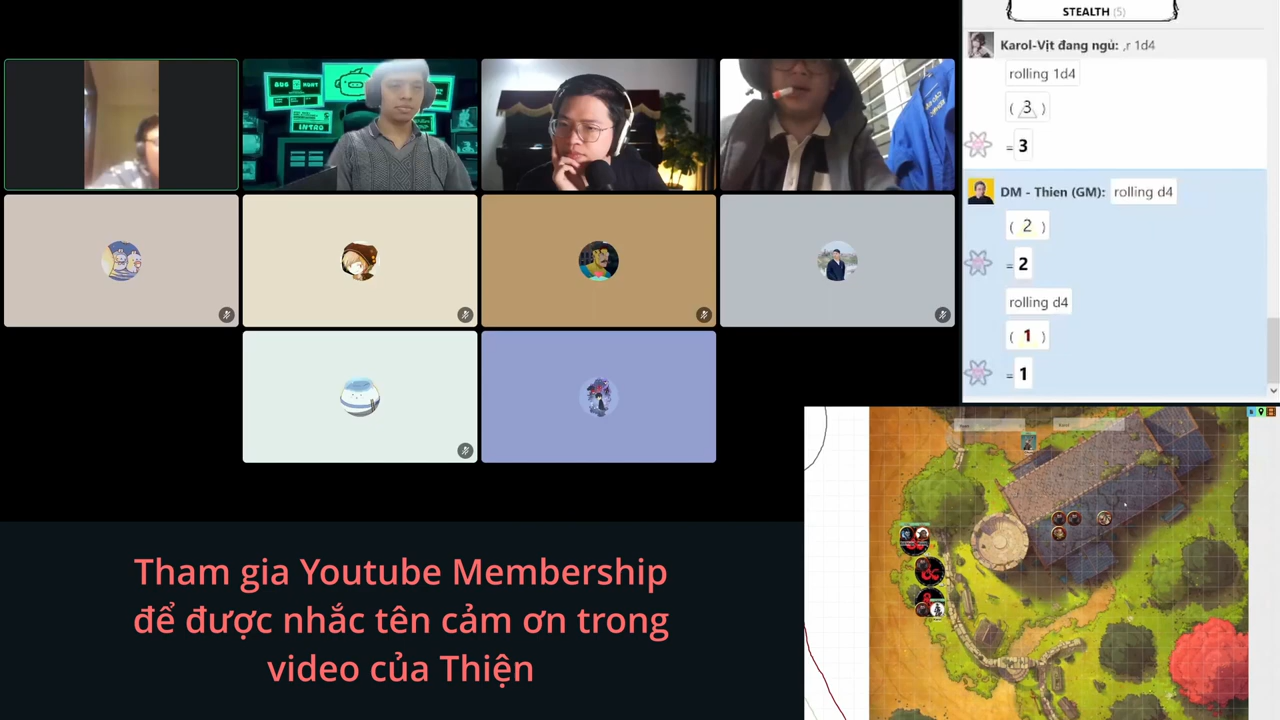 STEALTH (5)
Karol-Vịt đang ngủ: ,r 1d4
rolling 1d4
( 3 )
=3
DM - Thien (GM): rolling d4
( 2 )
=2
rolling d4
( 1 )
=1
Tham gia Youtube Membership
để được nhắc tên cảm ơn trong
video của Thiện